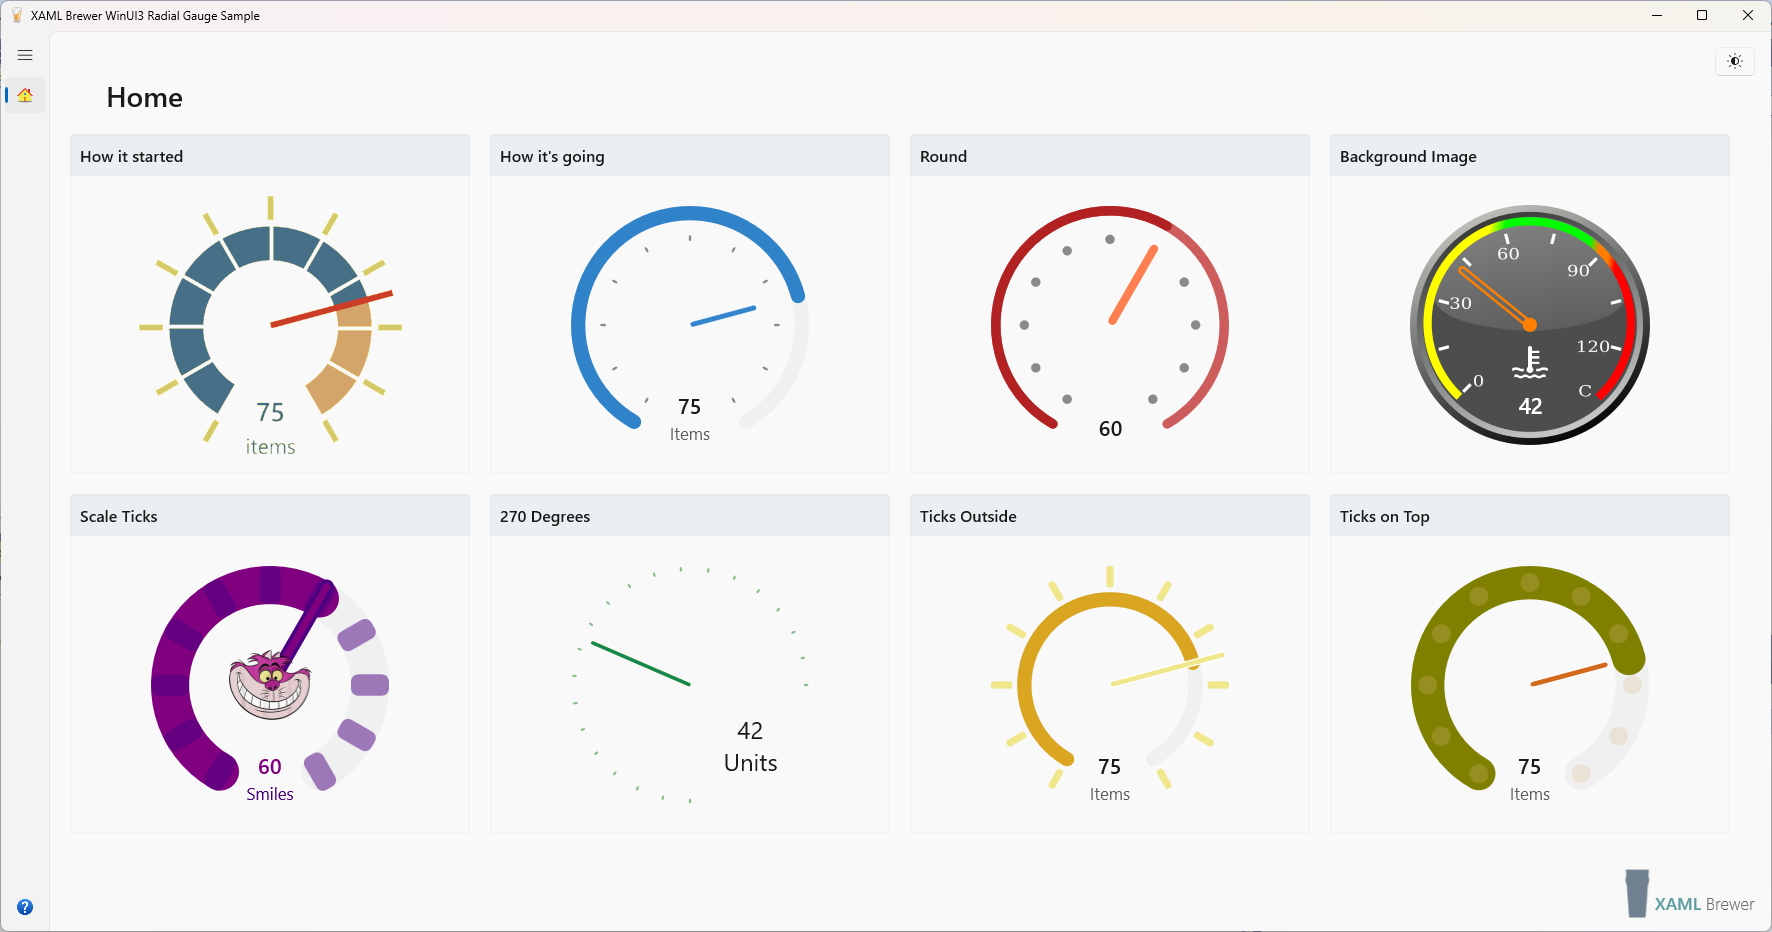 XAML Brewer WinUI3 Radial Gauge Sample
Home
How it started
75
items
How it's going
75
Items
Round
60
Background Image
60
90
30
120
0
C
42
Scale Ticks
60
Smiles
270 Degrees
42
Units
Ticks Outside
75
Items
Ticks on Top
75
Items
?
XAML Brewer